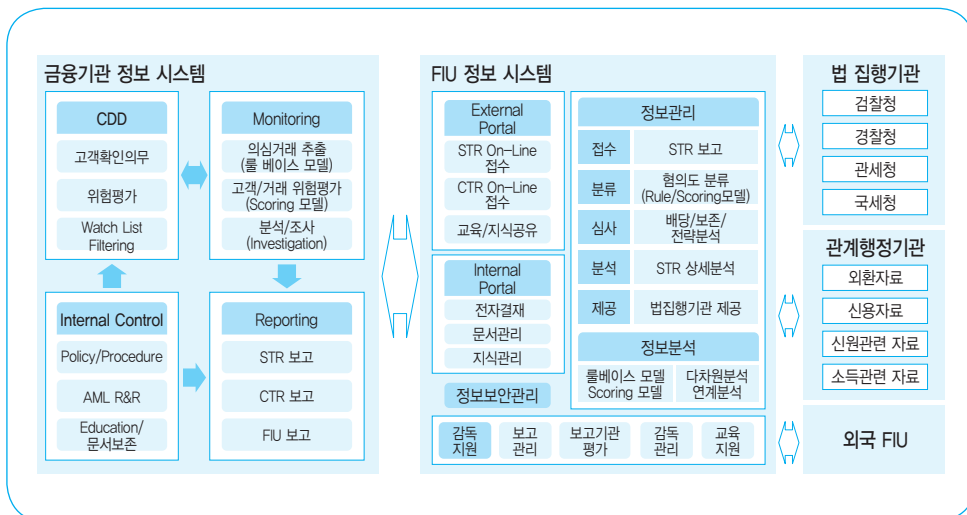 금융기관 정보 시스템
CDD
고객확인의무
위험평가
Watch List
Filtering
Monitoring
의심거래 추출
(룰 베이스 모델)
고객/거래 위험평가
(Scoring 모델)
분석/조사
(Investigation)
Internal Control
Policy/Procedure
AML R&R
Education/
문서보존
Reporting
STR 보고
CTR 보고
FIU 보고
FIU 정보 시스템
External
Portal
STR On-Line
접수
CTR On-Line
접수
교육/지식공유
Internal
Portal
전자결재
문서관리
지식관리
정보보안관리
정보관리
접수
STR 보고
분류
혐의도 분류
(Rule/Scoring모델)
심사
배당/보존/
전략분석
분석
STR 상세분석
제공
법집행기관 제공
정보분석
룰베이스 모델
Scoring 모델
다차원분석
연계분석
감독
지원
보고
관리
보고기관
평가
감독
관리
교육
지원
법 집행기관
검찰청
경찰청
관세청
국세청
관계행정기관
외환자료
신용자료
신원관련 자료
소득관련 자료
외국 FIU